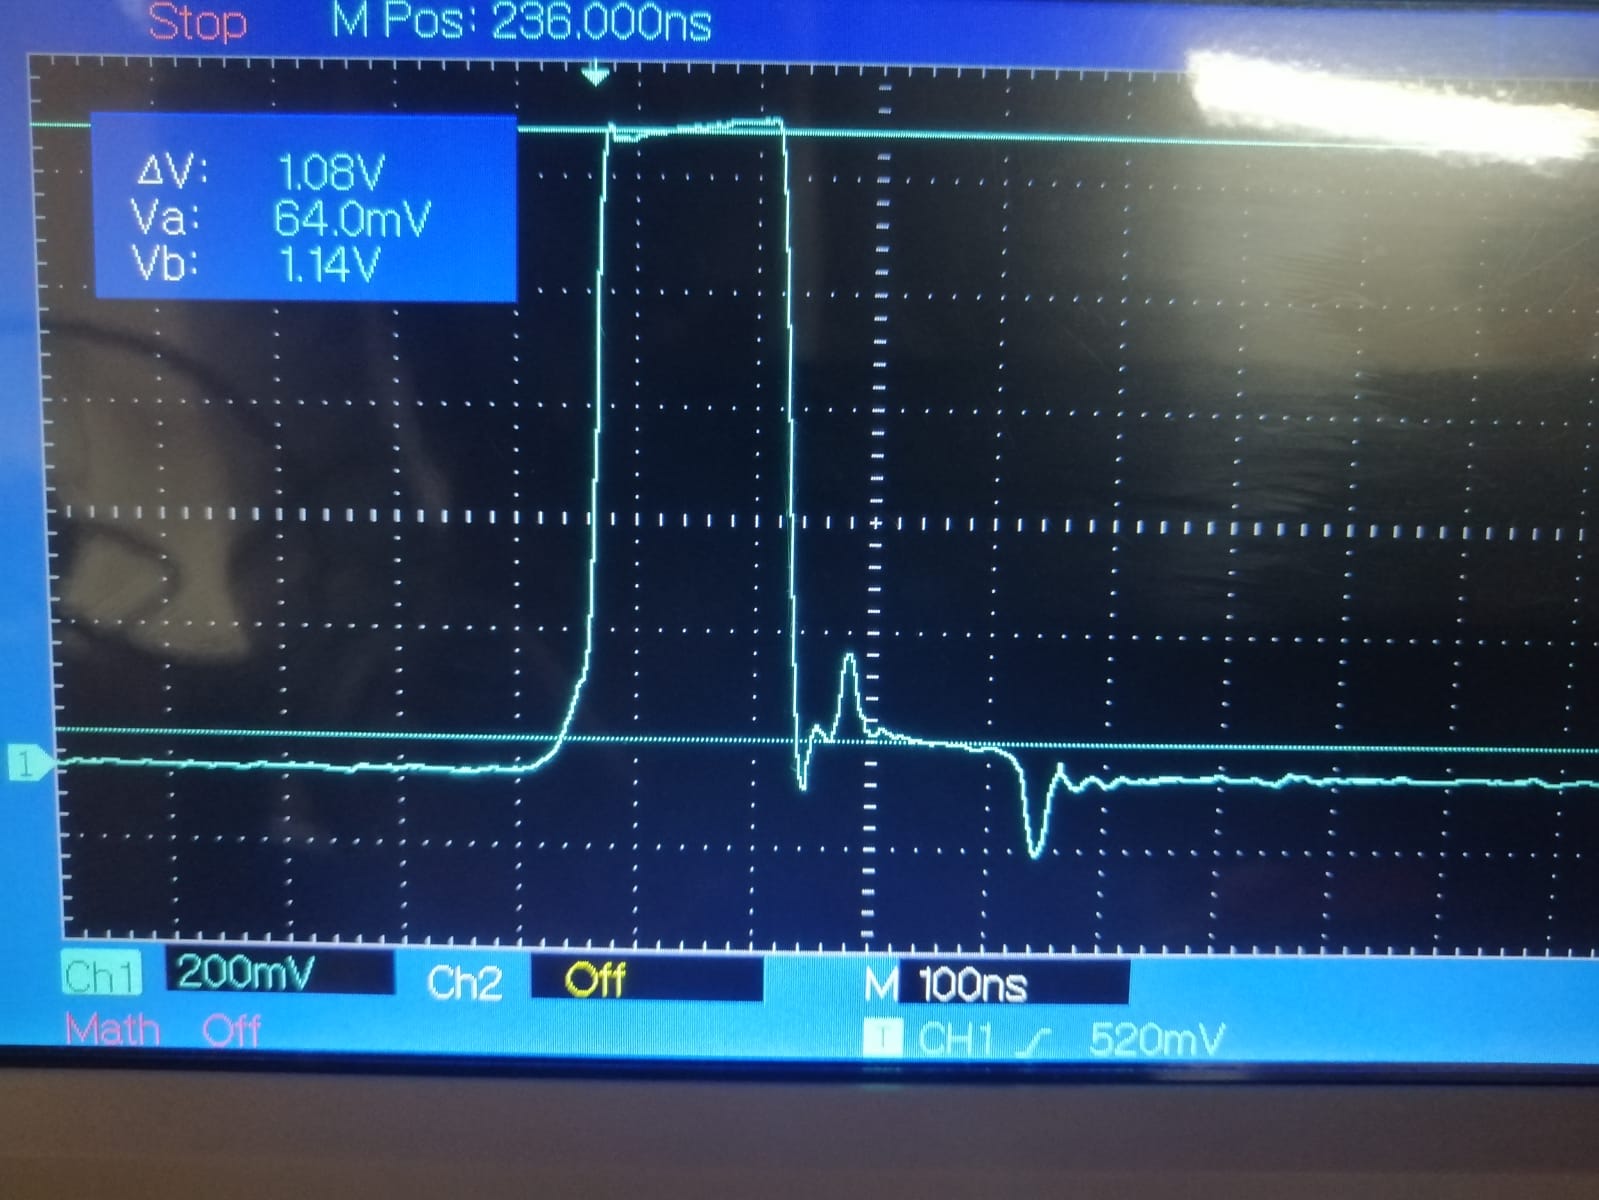 Stop M Pos: 236.000ns
ΔV: 1.08V
Va: 64.0mV
Vb: 1.14V
1
Ch1 200mV Ch2 Off M 100ns
Math Off T CH1 520mV